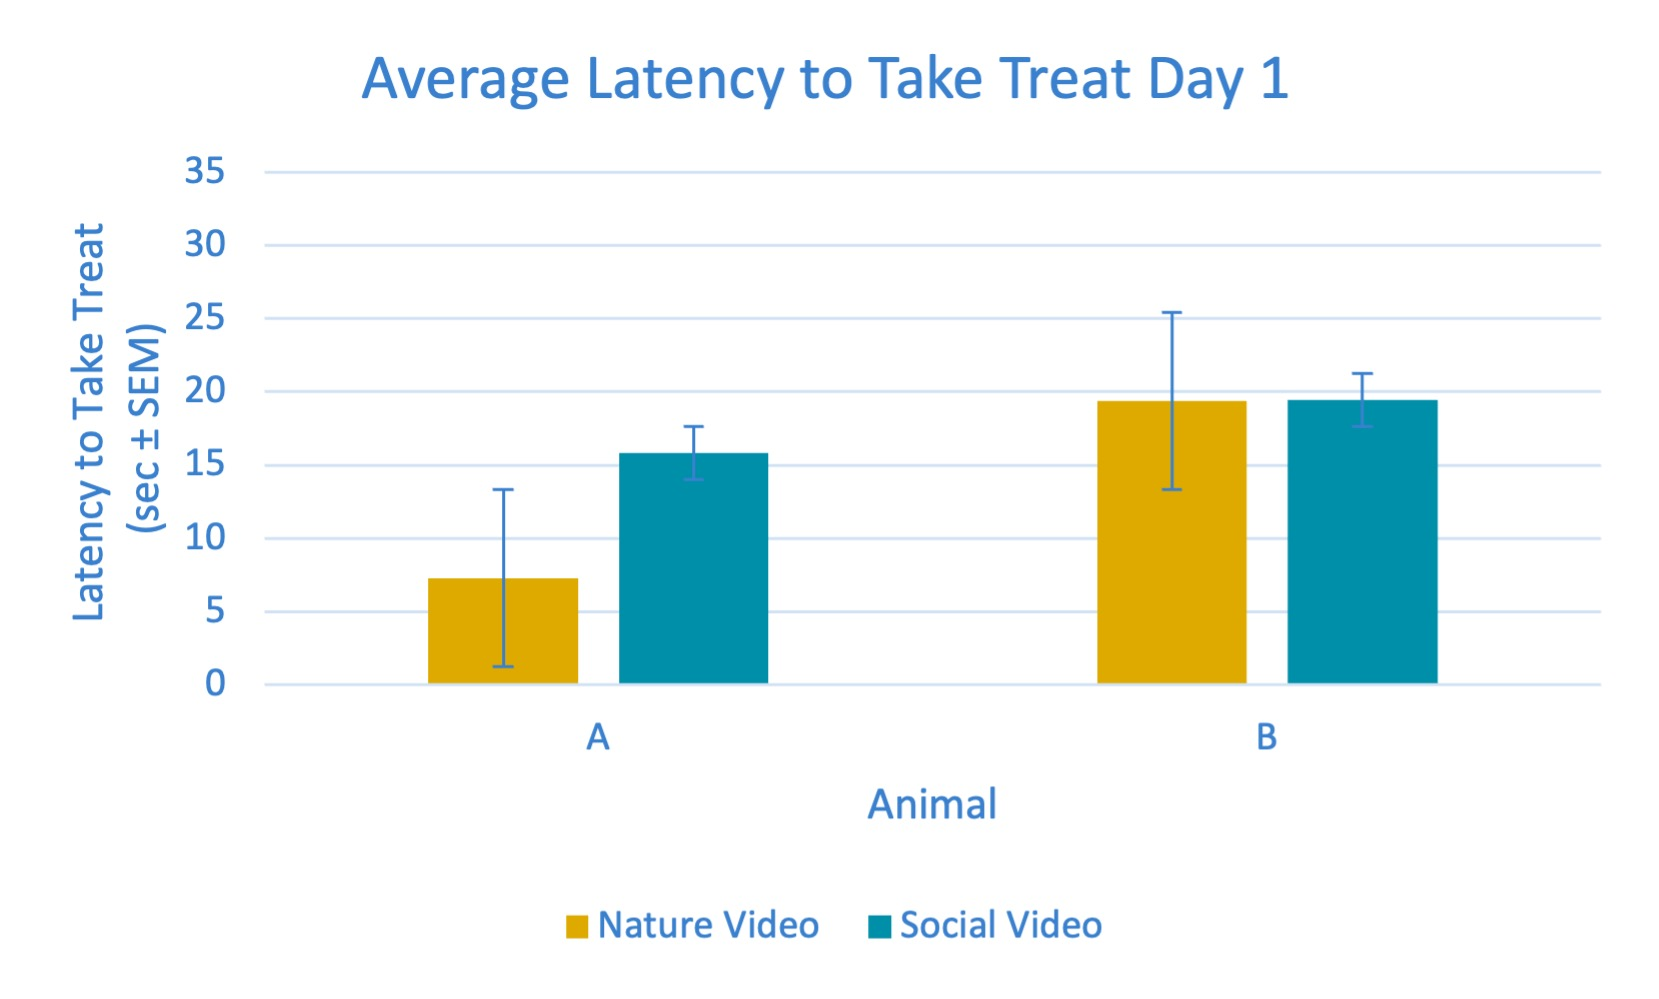 Average Latency to Take Treat Day 1
Latency to Take Treat
(sec ± SEM)
35
30
25
20
15
10
5
0
A
B
Animal
Nature Video
Social Video